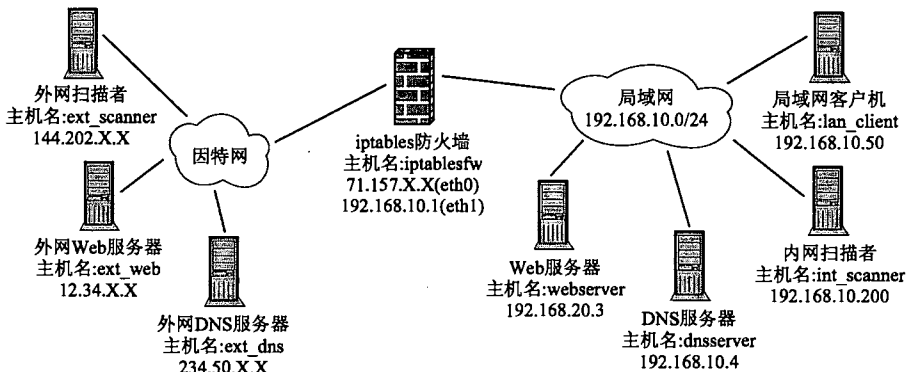 外网扫描者
主机名:ext_scanner
144.202.X.X
因特网
外网Web服务器
主机名:ext_web
12.34.X.X
外网DNS服务器
主机名:ext_dns
234.50.X.X
iptables防火墙
主机名:iptablesfw
71.157.X.X(eth0)
192.168.10.1(eth1)
局域网
192.168.10.0/24
局域网客户机
主机名:lan_client
192.168.10.50
Web服务器
主机名:webserver
192.168.20.3
DNS服务器
主机名:dnsserver
192.168.10.4
内网扫描者
主机名:int_scanner
192.168.10.200